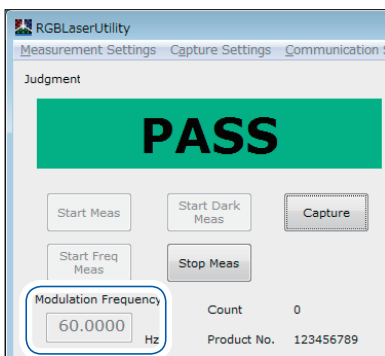 RGBLaserUtility
Measurement Settings Capture Settings Communication
Judgment
PASS
Start Meas
Start Dark
Meas
Capture
Start Freq
Meas
Stop Meas
Modulation Frequency
60.0000 Hz
Count 0
Product No. 123456789